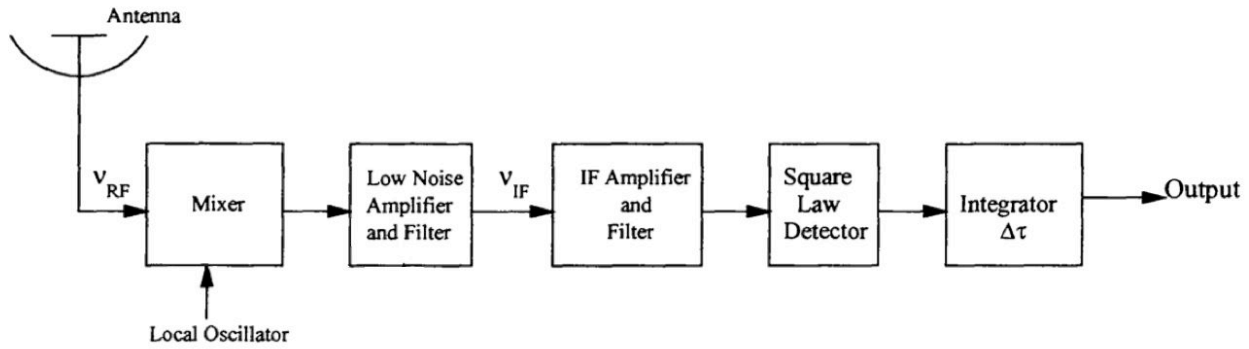 Antenna
ν_RF
Mixer
Local Oscillator
Low Noise
Amplifier
and Filter
ν_IF
IF Amplifier
and
Filter
Square
Law
Detector
Integrator
Δτ
Output